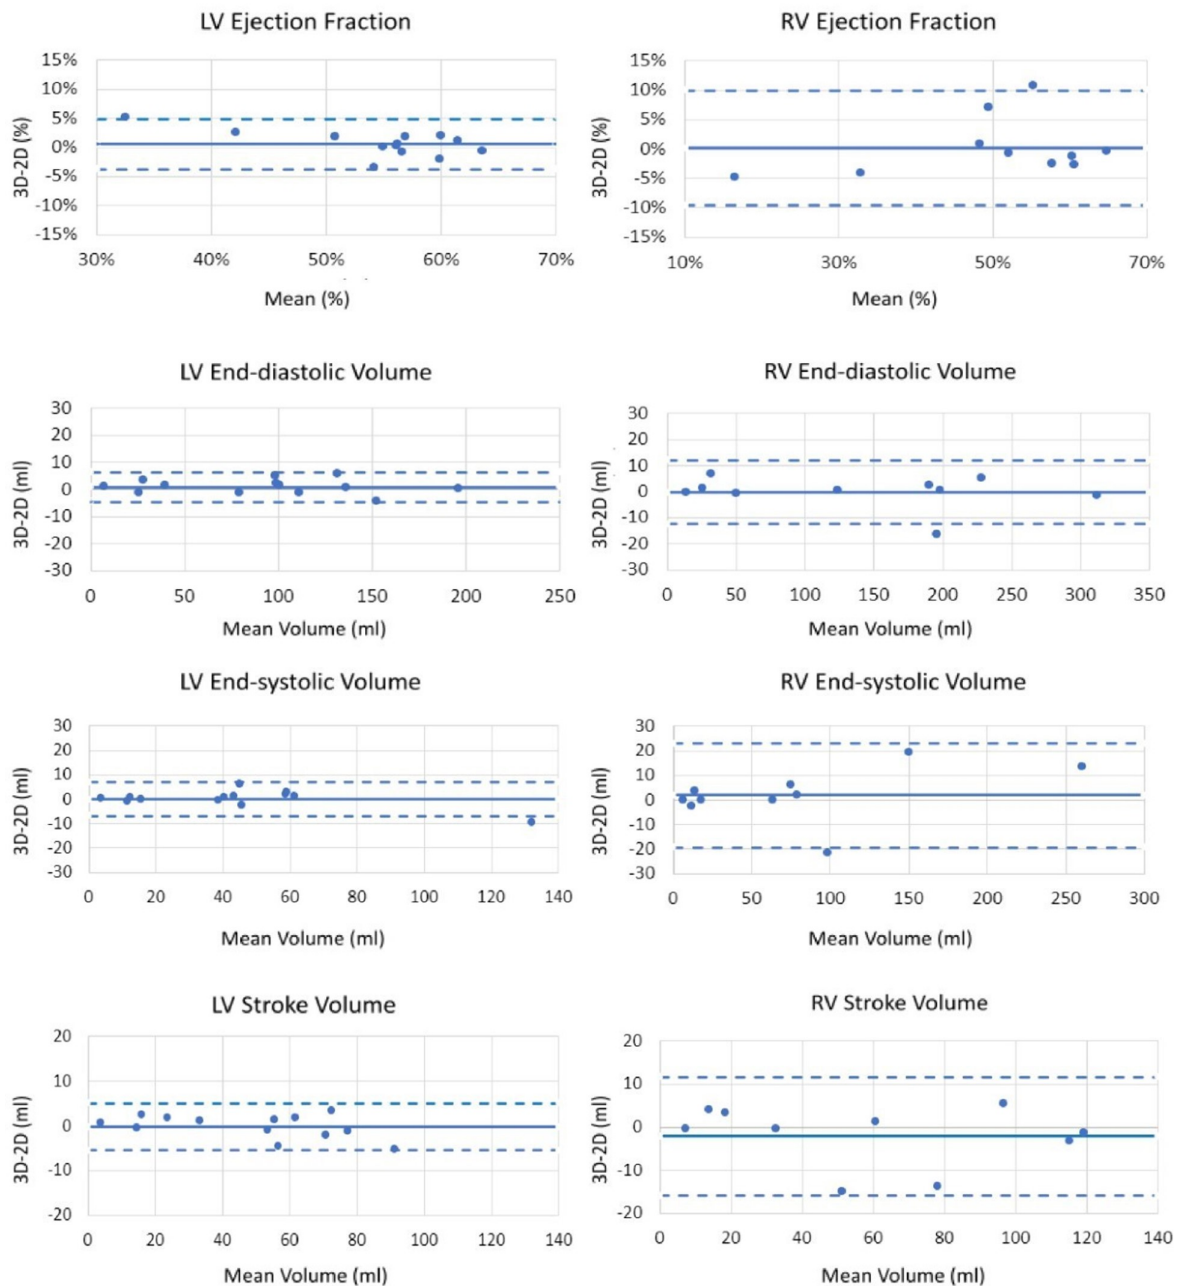 LV Ejection Fraction
15%
10%
5%
0%
-5%
-10%
-15%
3D-2D (%)
30% 40% 50% 60% 70%
Mean (%)
RV Ejection Fraction
15%
10%
5%
0%
-5%
-10%
-15%
3D-2D (%)
10% 30% 50% 70%
Mean (%)
LV End-diastolic Volume
30
20
10
0
-10
-20
-30
3D-2D (ml)
0 50 100 150 200 250
Mean Volume (ml)
RV End-diastolic Volume
30
20
10
0
-10
-20
-30
3D-2D (ml)
0 50 100 150 200 250 300 350
Mean Volume (ml)
LV End-systolic Volume
30
20
10
0
-10
-20
-30
3D-2D (ml)
0 20 40 60 80 100 120 140
Mean Volume (ml)
RV End-systolic Volume
30
20
10
0
-10
-20
-30
3D-2D (ml)
0 50 100 150 200 250 300
Mean Volume (ml)
LV Stroke Volume
20
10
0
-10
-20
3D-2D (ml)
0 20 40 60 80 100 120 140
Mean Volume (ml)
RV Stroke Volume
20
10
0
-10
-20
3D-2D (ml)
0 20 40 60 80 100 120 140
Mean Volume (ml)